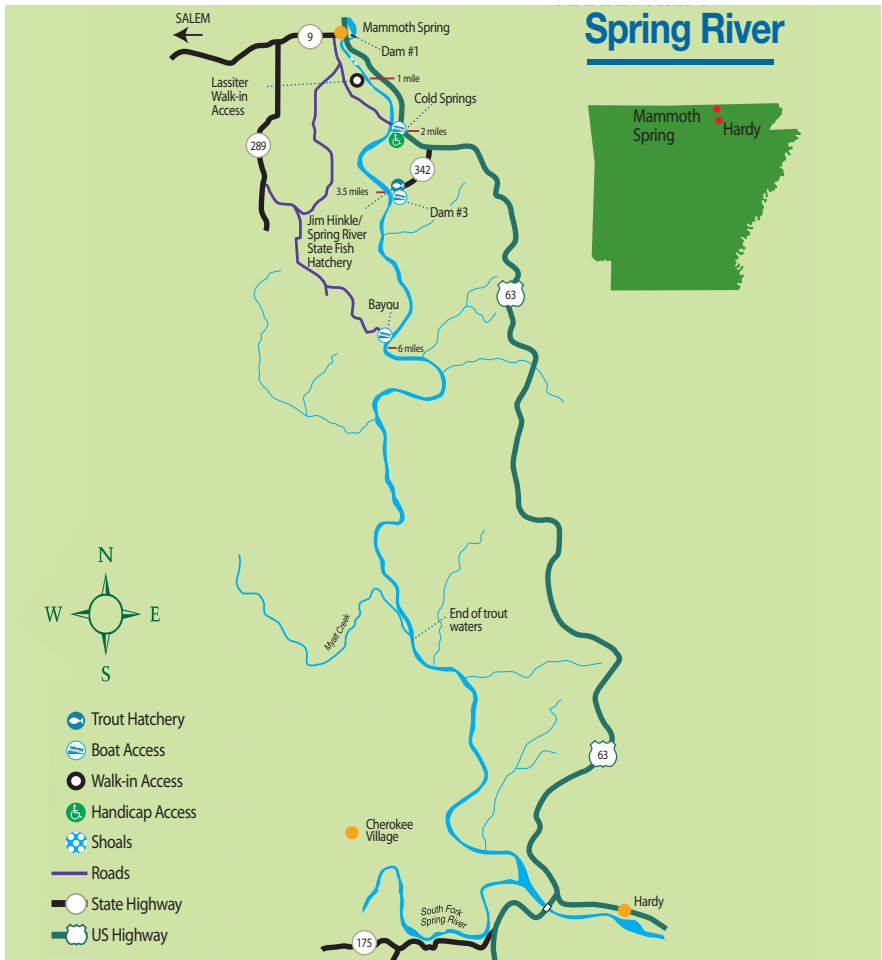 Spring River
SALEM
9
Mammoth Spring
Dam #1
1 mile
Lassiter
Walk-in
Access
Cold Springs
2 miles
289
342
3.5 miles
Dam #3
Jim Hinkle/
Spring River
State Fish
Hatchery
Mammoth
Spring
Hardy
63
Bayou
6 miles
N
W
E
S
Myatt Creek
End of trout
waters
63
Cherokee
Village
South Fork
Spring River
Hardy
175
Trout Hatchery
Boat Access
Walk-in Access
Handicap Access
Shoals
Roads
State Highway
US Highway